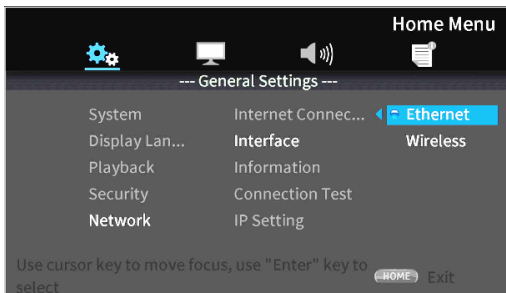 Home Menu
--- General Settings ---
System Internet Connec... Ethernet
Display Lan... Interface Wireless
Playback Information
Security Connection Test
Network IP Setting
Use cursor key to move focus, use "Enter" key to
select
HOME Exit